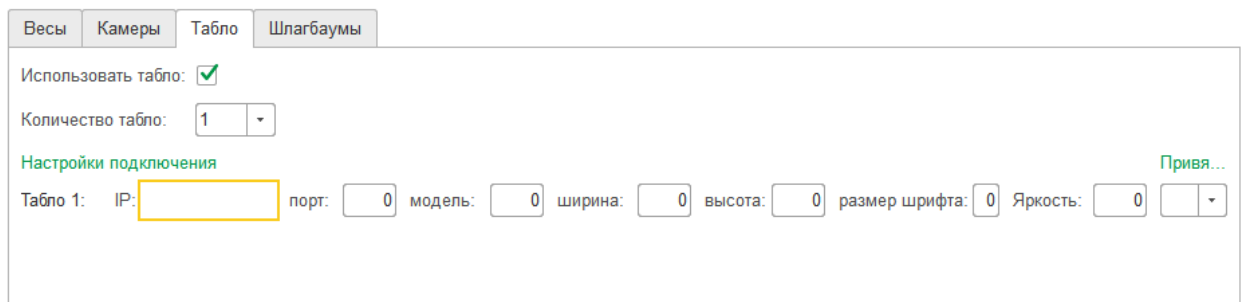 Весы Камеры Табло Шлагбаумы
Использовать табло:
Количество табло: 1
Настройки подключения Привя...
Табло 1: IP: порт: 0 модель: 0 ширина: 0 высота: 0 размер шрифта: 0 Яркость: 0